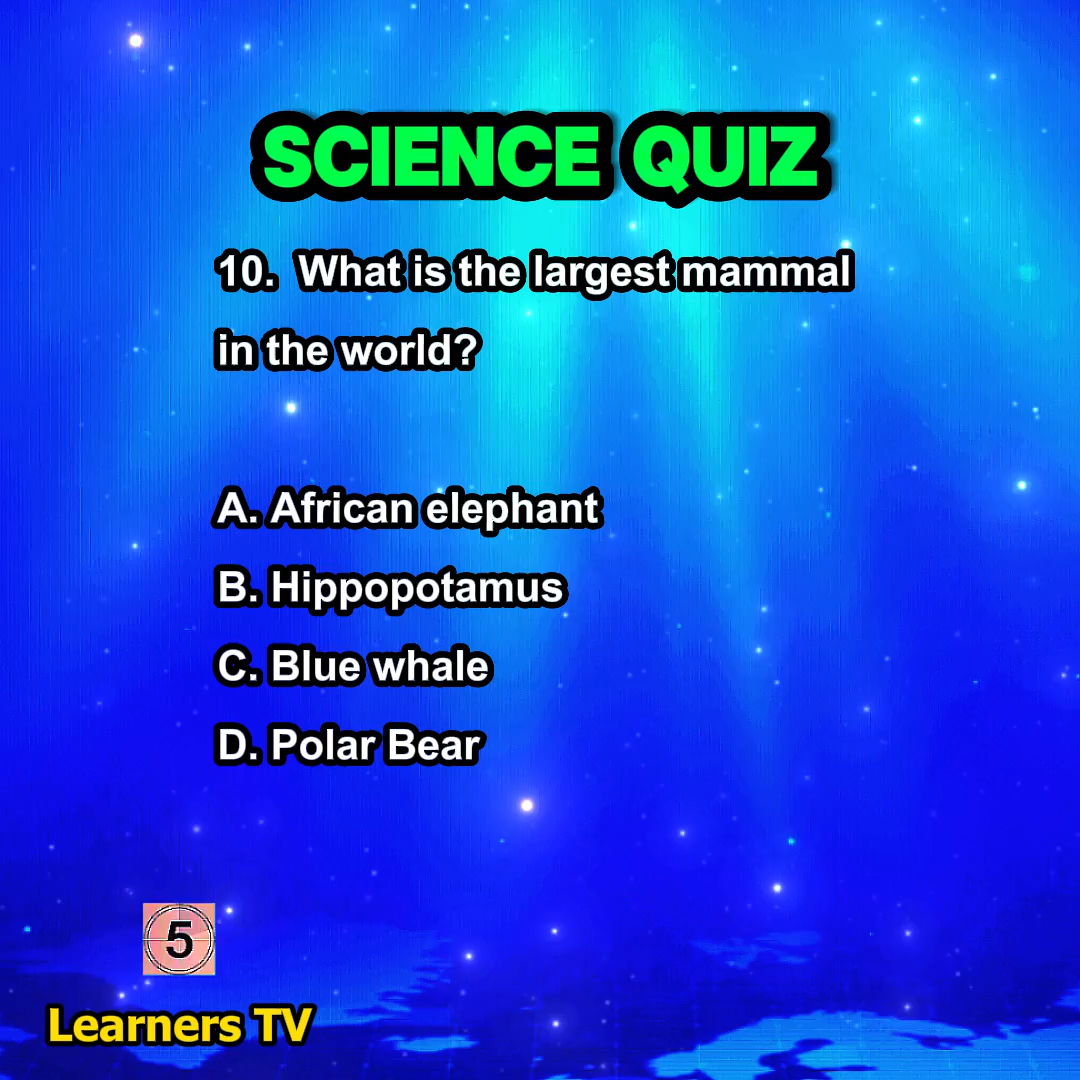 SCIENCE QUIZ
10. What is the largest mammal
in the world?
A. African elephant
B. Hippopotamus
C. Blue whale
D. Polar Bear
5
Learners TV